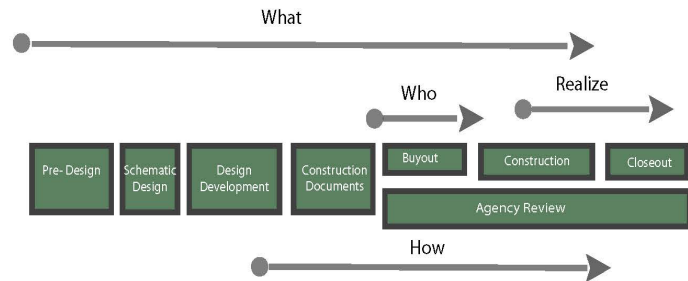 What
Who
Realize
Pre- Design
Schematic
Design
Design
Development
Construction
Documents
Buyout
Construction
Closeout
Agency Review
How